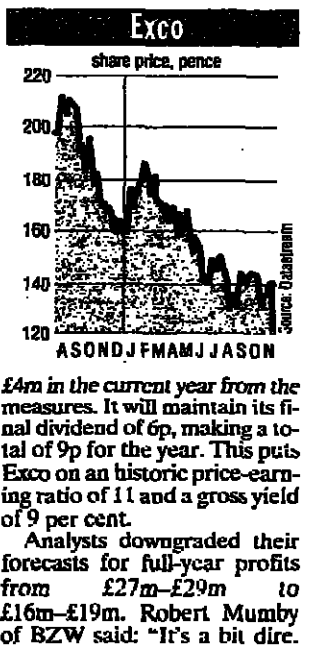 EXCO
share price, pence
220
200
180
160
140
120
Source: Datastream
A S O N D J F M A M J J A S O N
£4m in the current year from the
measures. It will maintain its fi-
nal dividend of 6p, making a to-
tal of 9p for the year. This puts
Exco on an historic price-earn-
ing ratio of 11 and a gross yield
of 9 per cent.
Analysts downgraded their
forecasts for full-year profits
from £27m–£29m to
£16m–£19m. Robert Mumby
of BZW said: "It's a bit dire.